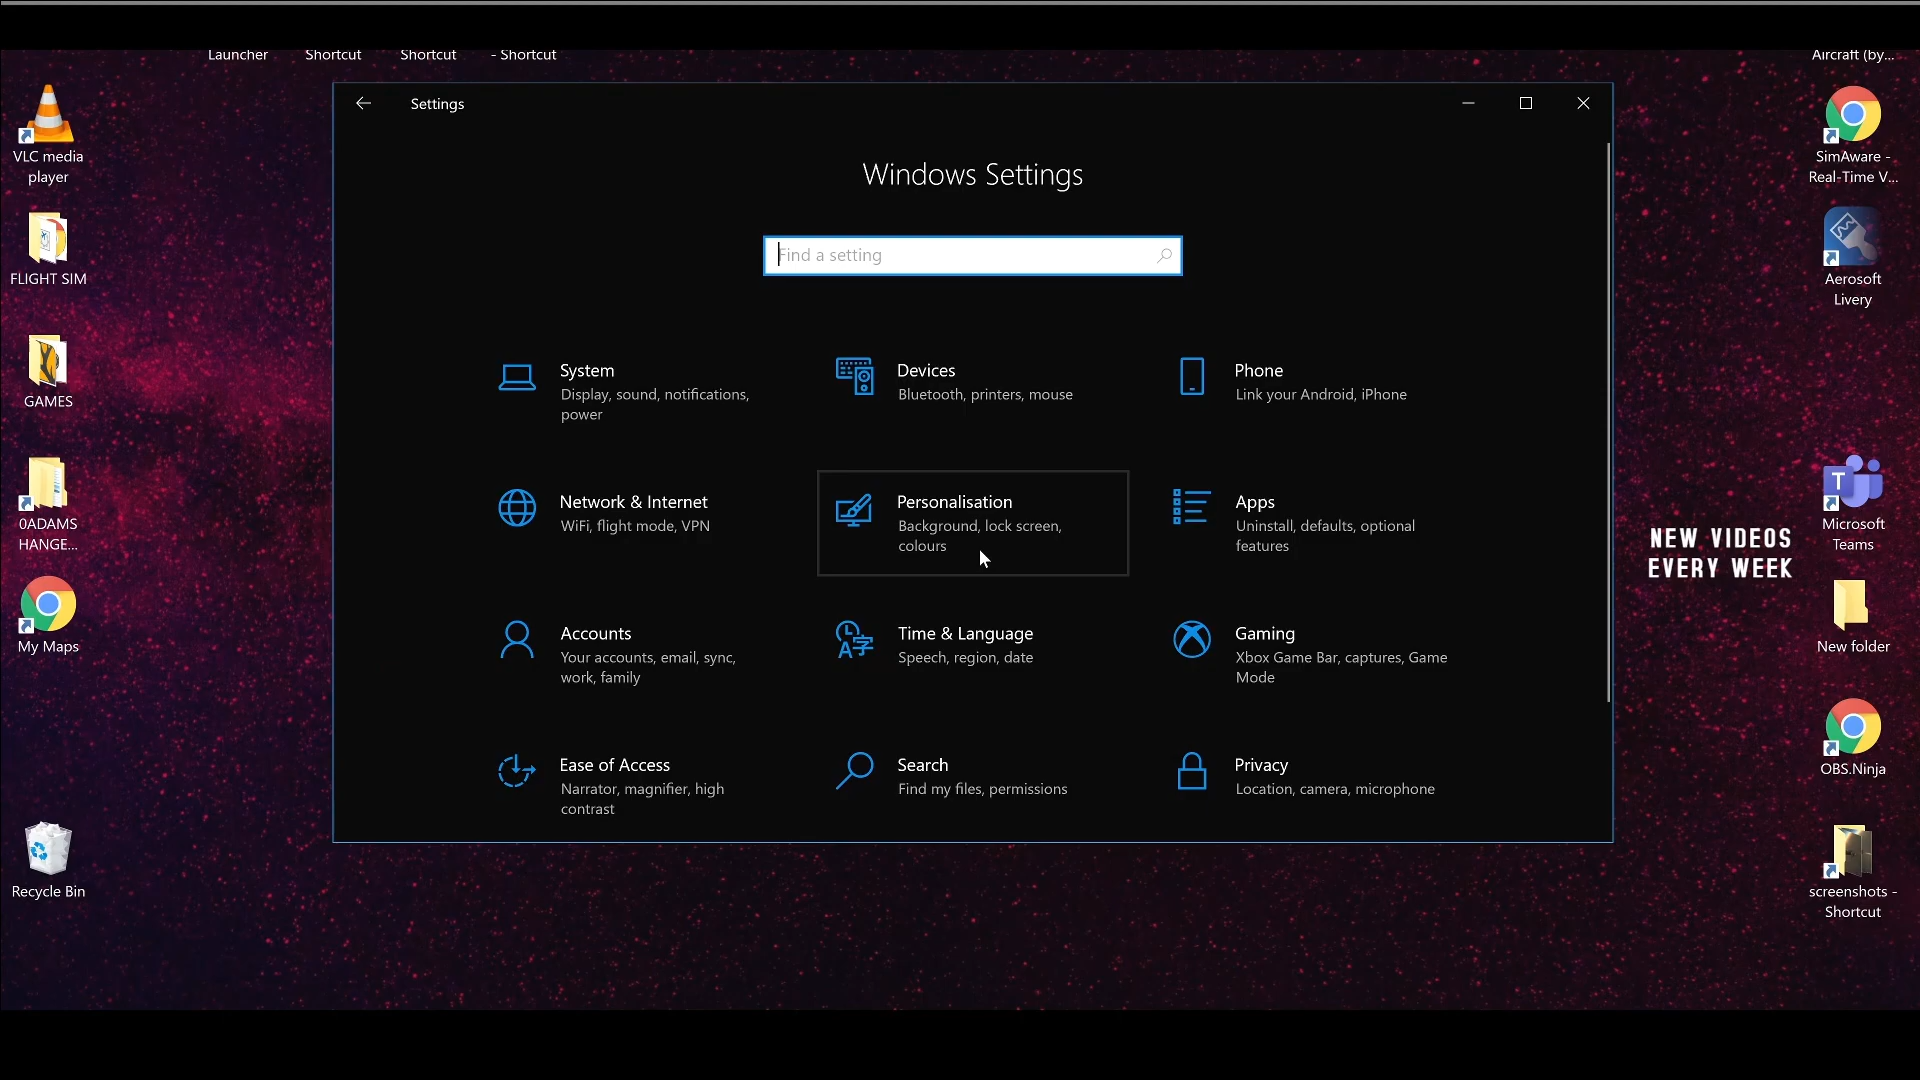 Launcher
Shortcut
Shortcut
- Shortcut
Aircraft (by...
VLC media
player
FLIGHT SIM
GAMES
0ADAMS
HANGE...
My Maps
Recycle Bin
Settings
Windows Settings
Find a setting
System
Display, sound, notifications,
power
Devices
Bluetooth, printers, mouse
Phone
Link your Android, iPhone
Network & Internet
WiFi, flight mode, VPN
Personalisation
Background, lock screen,
colours
Apps
Uninstall, defaults, optional
features
Accounts
Your accounts, email, sync,
work, family
Time & Language
Speech, region, date
Gaming
Xbox Game Bar, captures, Game
Mode
Ease of Access
Narrator, magnifier, high
contrast
Search
Find my files, permissions
Privacy
Location, camera, microphone
SimAware -
Real-Time V...
Aerosoft
Livery
T
Microsoft
Teams
NEW VIDEOS
EVERY WEEK
New folder
OBS.Ninja
screenshots -
Shortcut